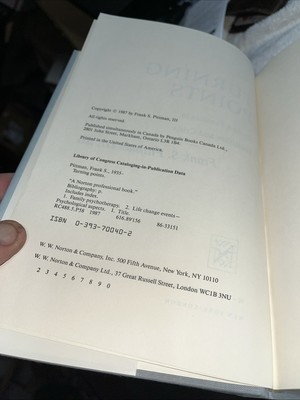 Copyright © 1987 by Frank S. Pittman, III
All rights reserved.
Published simultaneously in Canada by Penguin Books Canada Ltd.,
2801 John Street, Markham, Ontario L3R 1B4.
Printed in the United States of America.
Library of Congress Cataloging-in-Publication Data
Pittman, Frank S., 1935-
Turning points.
"A Norton professional book."
Bibliography: p.
Includes index.
1. Family psychotherapy. 2. Life change events—
Psychological aspects. I. Title.
RC488.5.P58 1987 616.89'156 86-33151
ISBN 0-393-70040-2
W. W. Norton & Company, Inc. 500 Fifth Avenue, New York, NY 10110
W. W. Norton & Company Ltd., 37 Great Russell Street, London WC1B 3NU
2 3 4 5 6 7 8 9 0